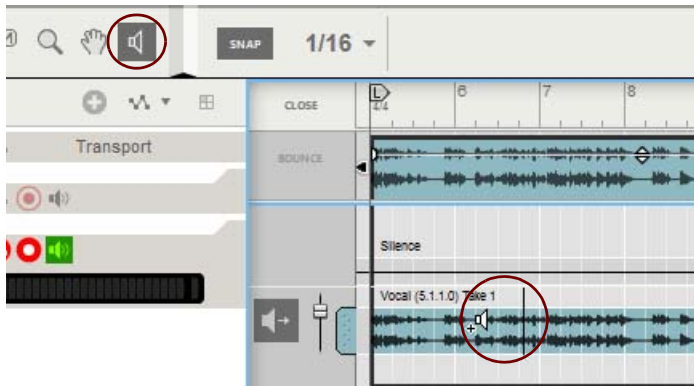 SNAP 1/16
CLOSE
4/4 6 7 8
Transport
BOUNCE
Silence
Vocal (5.1.1.0) Take 1